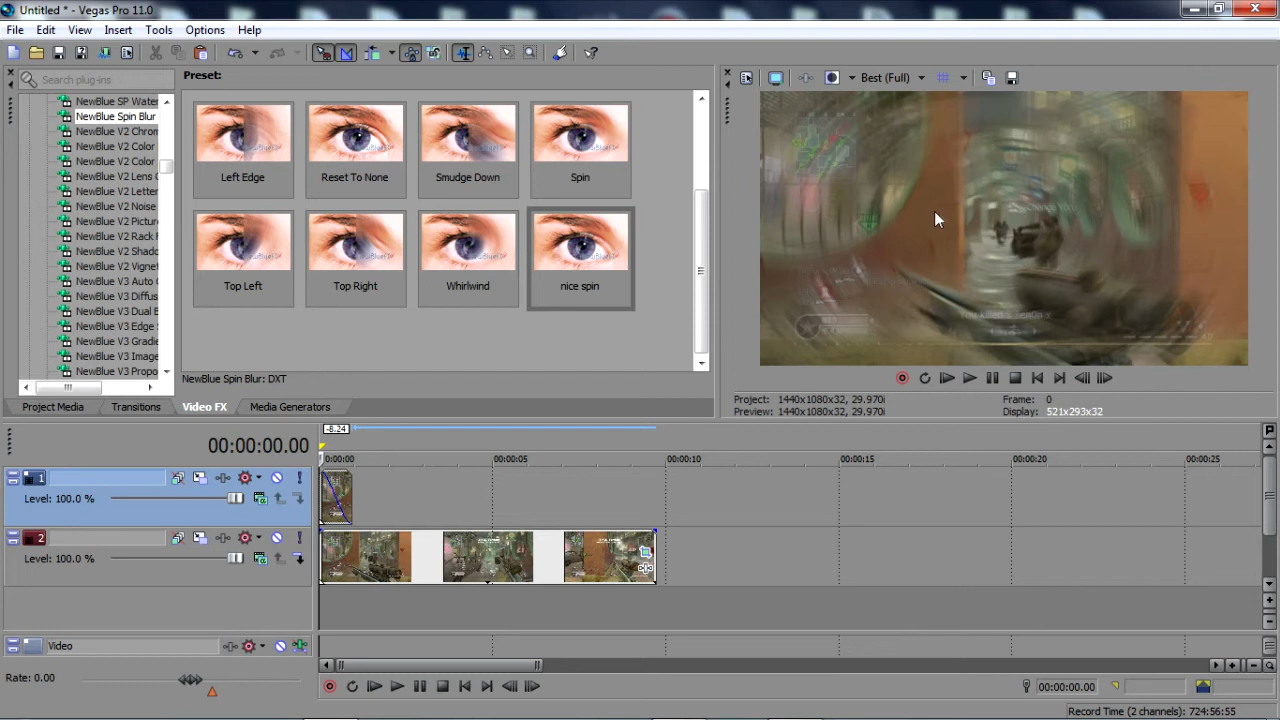 Untitled * - Vegas Pro 11.0
File Edit View Insert Tools Options Help
Search plug-ins
Preset:
Best (Full)
NewBlue SP Water
NewBlue Spin Blur
NewBlue V2 Chrom
NewBlue V2 Color
NewBlue V2 Color
NewBlue V2 Lens C
NewBlue V2 Letter
NewBlue V2 Noise
NewBlue V2 Pictur
NewBlue V2 Rack F
NewBlue V2 Shado
NewBlue V2 Vignet
NewBlue V3 Auto C
NewBlue V3 Diffus
NewBlue V3 Dual B
NewBlue V3 Edge S
NewBlue V3 Gradie
NewBlue V3 Image
NewBlue V3 Propo
Left Edge
Reset To None
Smudge Down
Spin
Top Left
Top Right
Whirlwind
nice spin
NewBlue Spin Blur: DXT
Project Media Transitions Video FX Media Generators
Project: 1440x1080x32, 29.970i
Frame: 0
Preview: 1440x1080x32, 29.970i
Display: 521x293x32
-8.24
00:00:00.00
0:00:00
00:00:05
00:00:10
00:00:15
00:00:20
00:00:25
1
Level: 100.0 %
2
Level: 100.0 %
Video
Rate: 0.00
00:00:00.00
Record Time (2 channels): 724:56:55